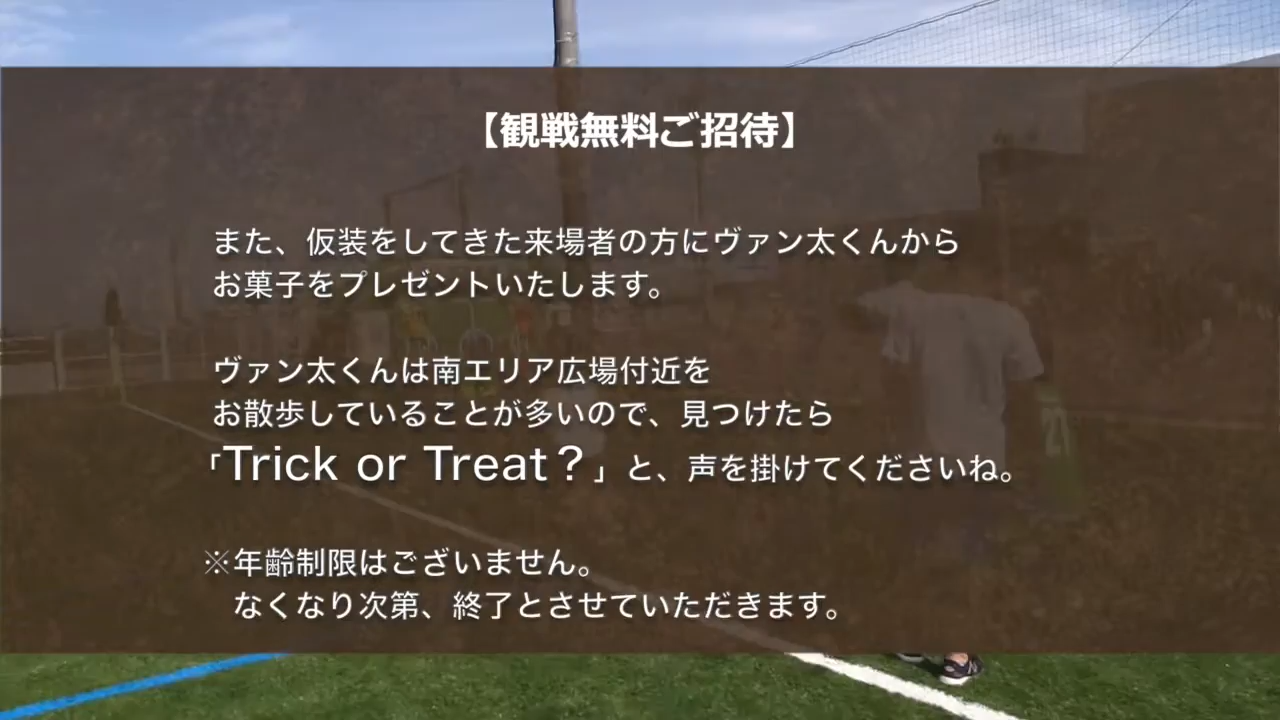 【観戦無料ご招待】
また、仮装をしてきた来場者の方にヴァン太くんから
お菓子をプレゼントいたします。
ヴァン太くんは南エリア広場付近を
お散歩していることが多いので、見つけたら
「Trick or Treat？」と、声を掛けてくださいね。
※年齢制限はございません。
なくなり次第、終了とさせていただきます。
21